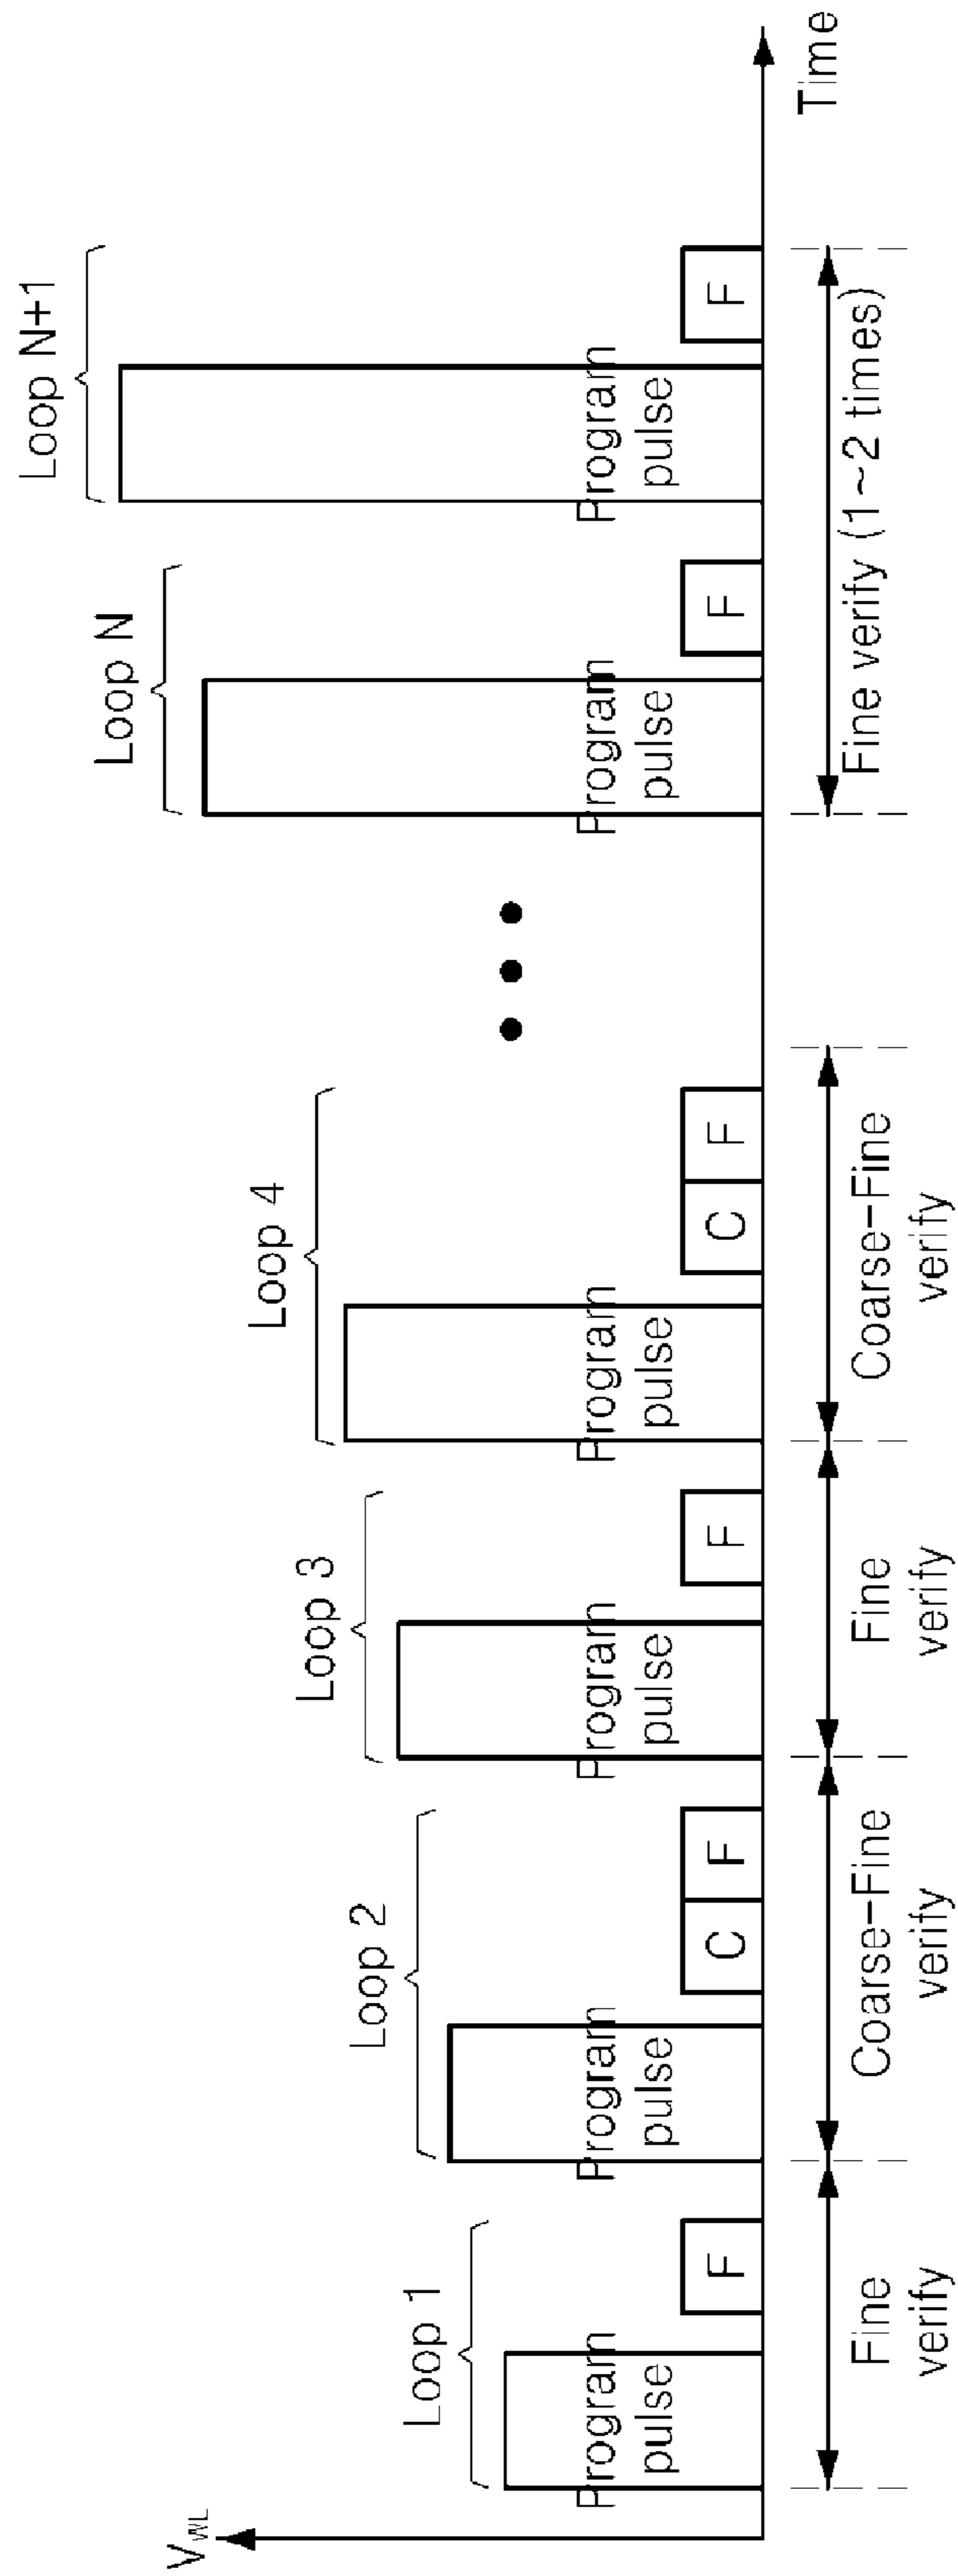 V_WL
Loop 1
Loop 2
Loop 3
Loop 4
Loop N
Loop N+1
Program
pulse
F
Program
pulse
C
F
Program
pulse
F
Program
pulse
C
F
Program
pulse
F
Program
pulse
F
Time
Fine
verify
Coarse-Fine
verify
Fine
verify
Coarse-Fine
verify
Fine verify (1~2 times)